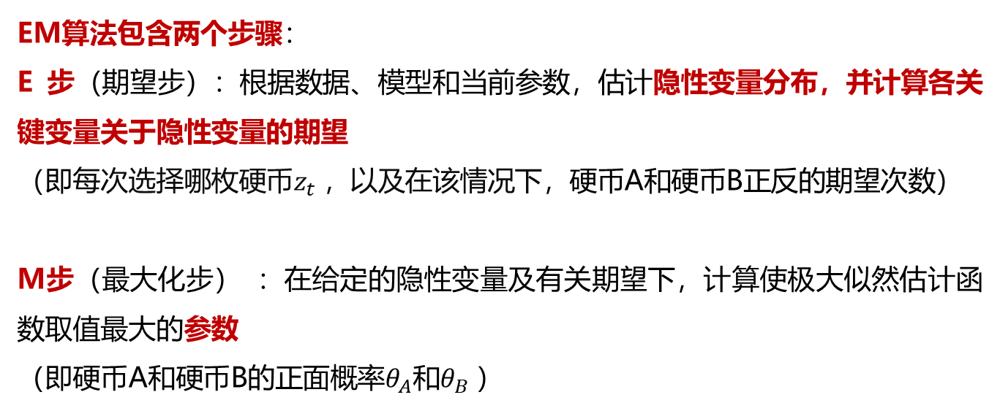 EM算法包含两个步骤：
E 步（期望步）：根据数据、模型和当前参数，估计隐性变量分布，并计算各关
键变量关于隐性变量的期望
（即每次选择哪枚硬币𝑧𝑡 ，以及在该情况下，硬币A和硬币B正反的期望次数）
M步（最大化步） ：在给定的隐性变量及有关期望下，计算使极大似然估计函
数取值最大的参数
（即硬币A和硬币B的正面概率𝜃𝐴和𝜃𝐵 ）